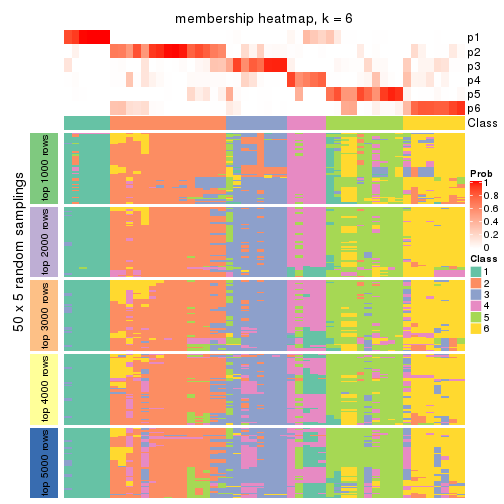 membership heatmap, k = 6
p1
p2
p3
p4
p5
p6
Class
50 x 5 random samplings
top 1000 rows
top 2000 rows
top 3000 rows
top 4000 rows
top 5000 rows
Prob
1
0.8
0.6
0.4
0.2
0
Class
1
2
3
4
5
6